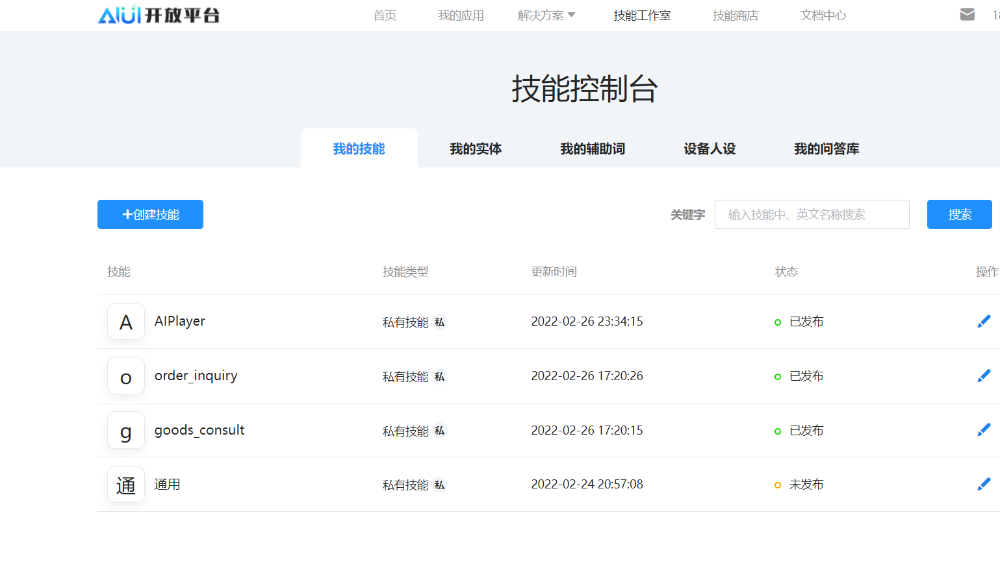 AIUI开放平台 首页 我的应用 解决方案 技能工作室 技能商店 文档中心
技能控制台
我的技能 我的实体 我的辅助词 设备人设 我的问答库
+创建技能 关键字 输入技能中、英文名称搜索 搜索
技能 技能类型 更新时间 状态 操作
A AIPlayer 私有技能 私 2022-02-26 23:34:15 已发布
o order_inquiry 私有技能 私 2022-02-26 17:20:26 已发布
g goods_consult 私有技能 私 2022-02-26 17:20:15 已发布
通 通用 私有技能 私 2022-02-24 20:57:08 未发布